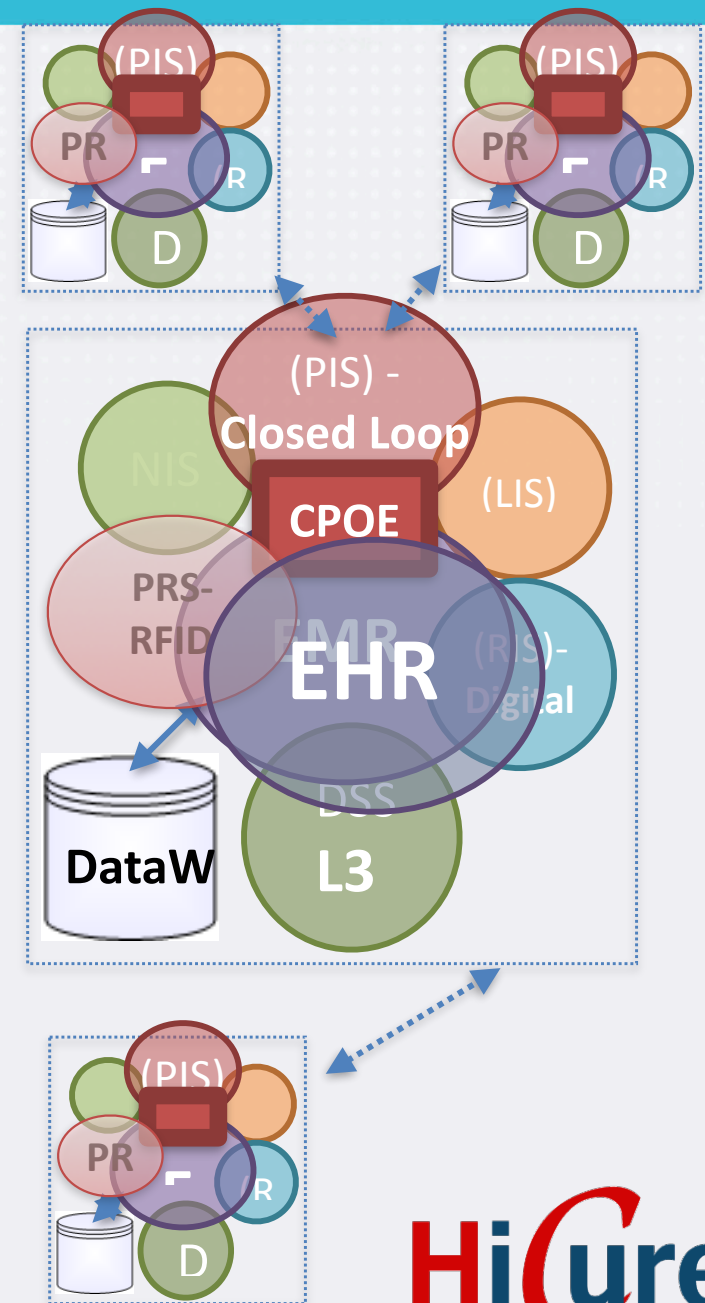 (PIS)
PR
R
D
(PIS)
PR
R
D
(PIS) -
Closed Loop
NIS
(LIS)
CPOE
PRS-
RFID
EMR
EHR
(RIS)-
Digital
DSS
L3
DataW
(PIS)
PR
R
D
HiCure